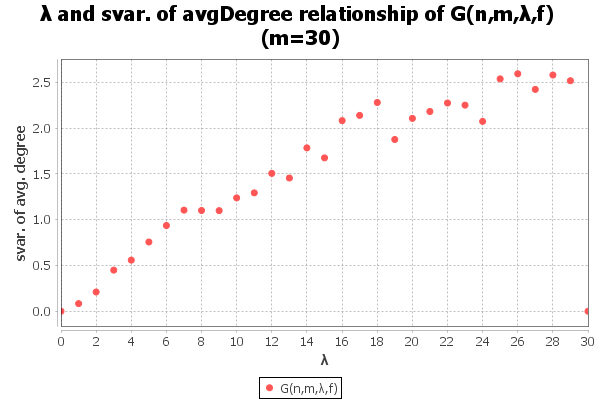 λ and svar. of avgDegree relationship of G(n,m,λ,f)
(m=30)
svar. of avg. degree
2.5
2.0
1.5
1.0
0.5
0.0
0 2 4 6 8 10 12 14 16 18 20 22 24 26 28 30
λ
G(n,m,λ,f)